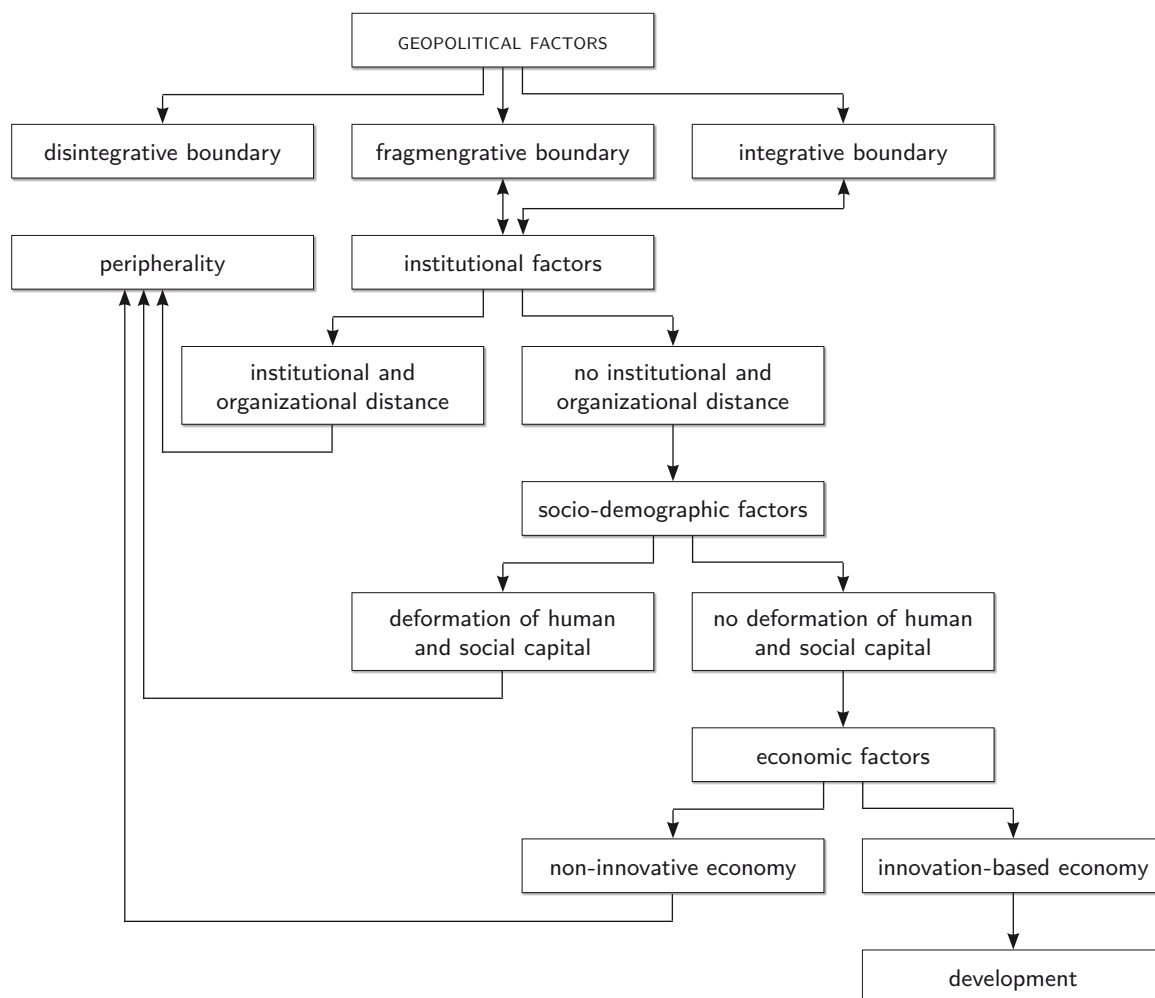 GEOPOLITICAL FACTORS
disintegrative boundary
fragmengrative boundary
integrative boundary
peripherality
institutional factors
institutional and
organizational distance
no institutional and
organizational distance
socio-demographic factors
deformation of human
and social capital
no deformation of human
and social capital
economic factors
non-innovative economy
innovation-based economy
development